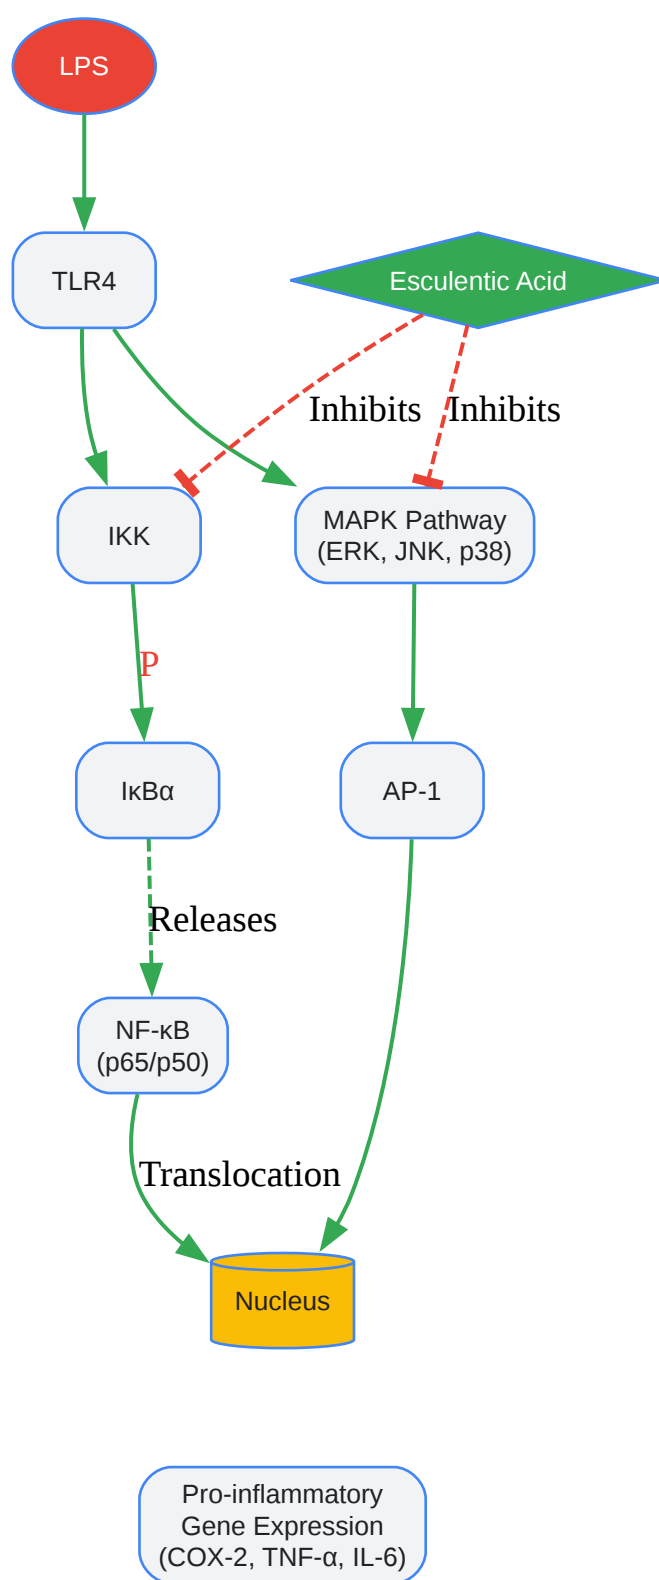 LPS
TLR4
Esculentic Acid
Inhibits
Inhibits
IKK
MAPK Pathway
(ERK, JNK, p38)
P
IκBα
AP-1
Releases
NF-κB
(p65/p50)
Translocation
Nucleus
Pro-inflammatory
Gene Expression
(COX-2, TNF-α, IL-6)